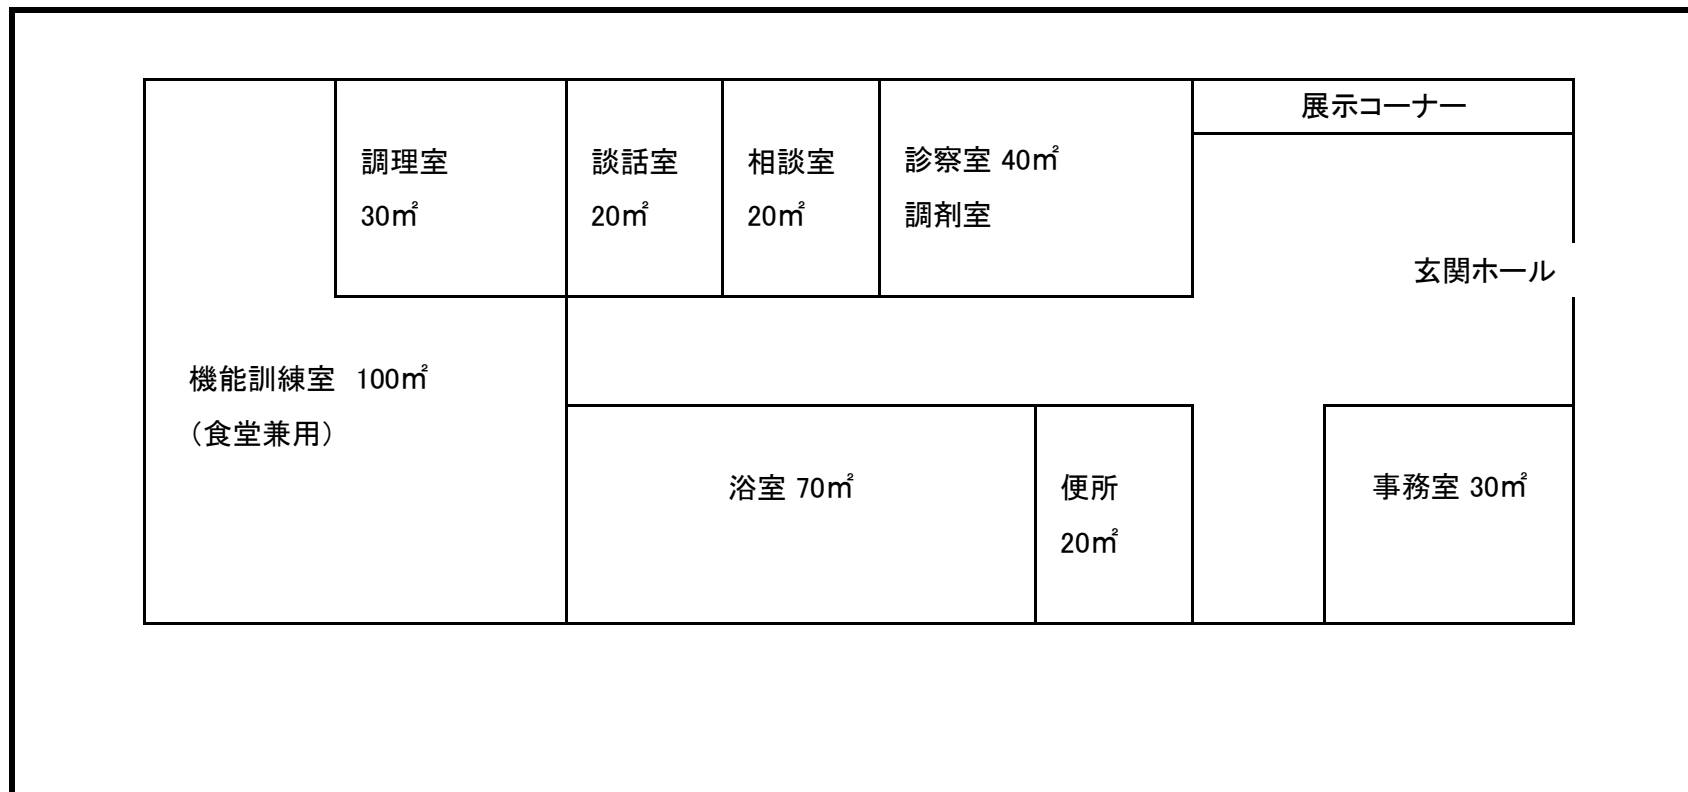 展示コーナー
調理室
30㎡
談話室
20㎡
相談室
20㎡
診察室 40㎡
調剤室
玄関ホール
機能訓練室 100㎡
（食堂兼用）
浴室 70㎡
便所
20㎡
事務室 30㎡